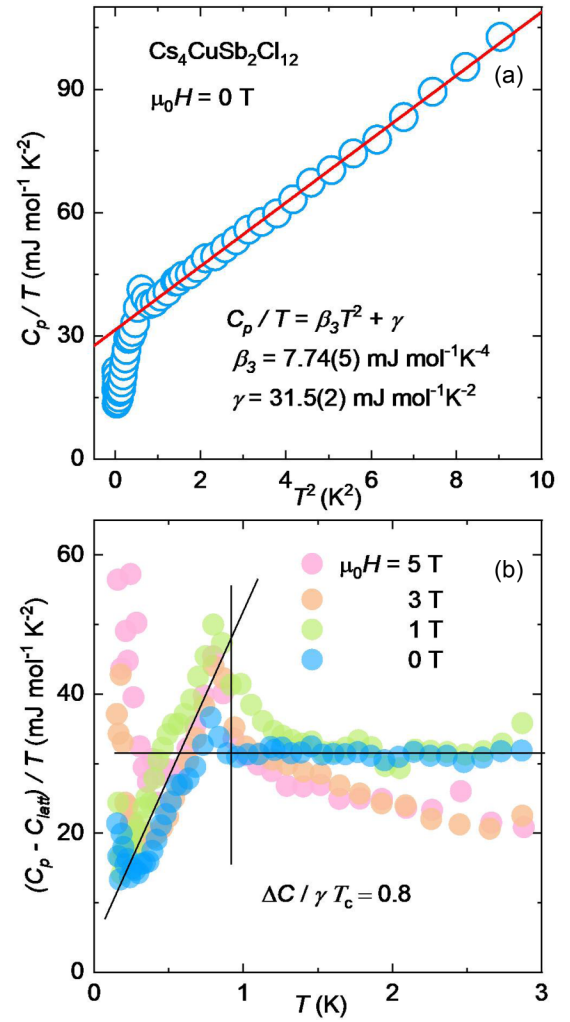 (a)
Cs₄CuSb₂Cl₁₂
μ₀H = 0 T
90
60
30
0
Cₚ / T (mJ mol⁻¹ K⁻²)
Cₚ / T = β₃T² + γ
β₃ = 7.74(5) mJ mol⁻¹K⁻⁴
γ = 31.5(2) mJ mol⁻¹K⁻²
0 2 4 6 8 10
T² (K²)
(b)
60
40
20
0
(Cₚ - Cₗₐₜₜ) / T (mJ mol⁻¹ K⁻²)
μ₀H = 5 T
3 T
1 T
0 T
ΔC / γ T_c = 0.8
0 1 2 3
T (K)